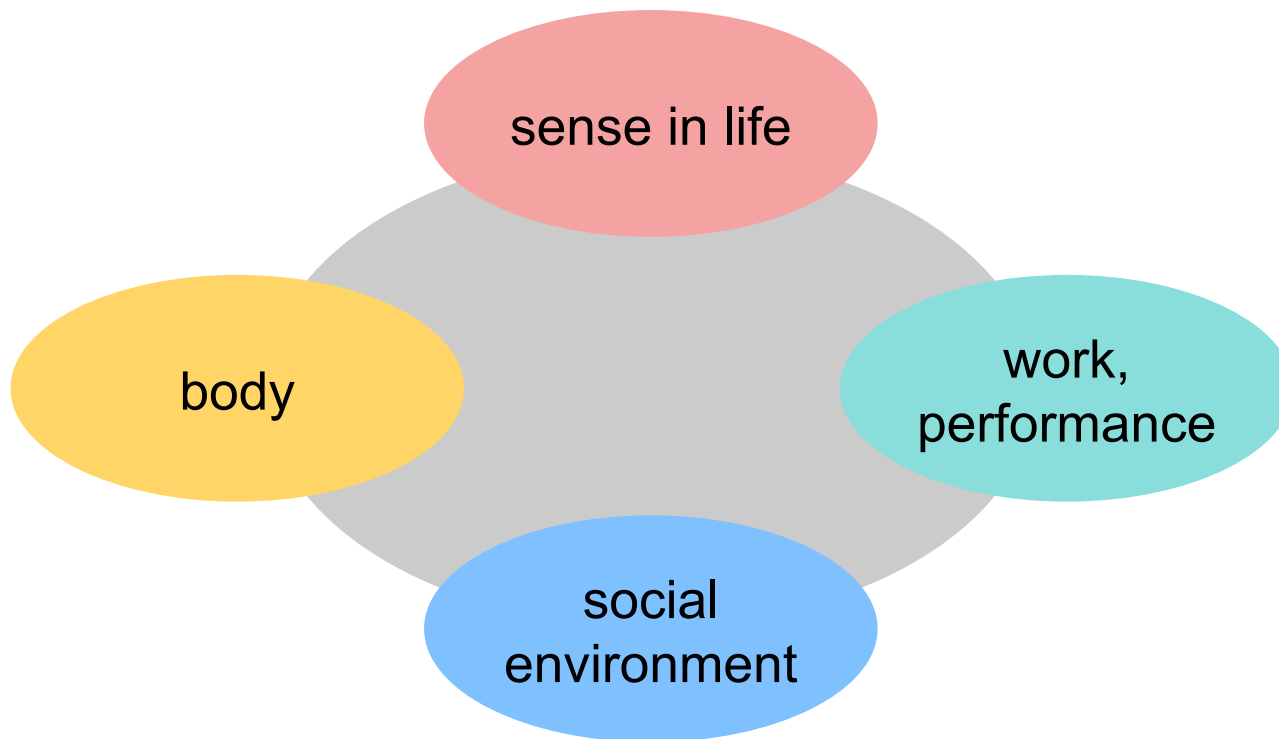 sense in life
body
work,
performance
social
environment